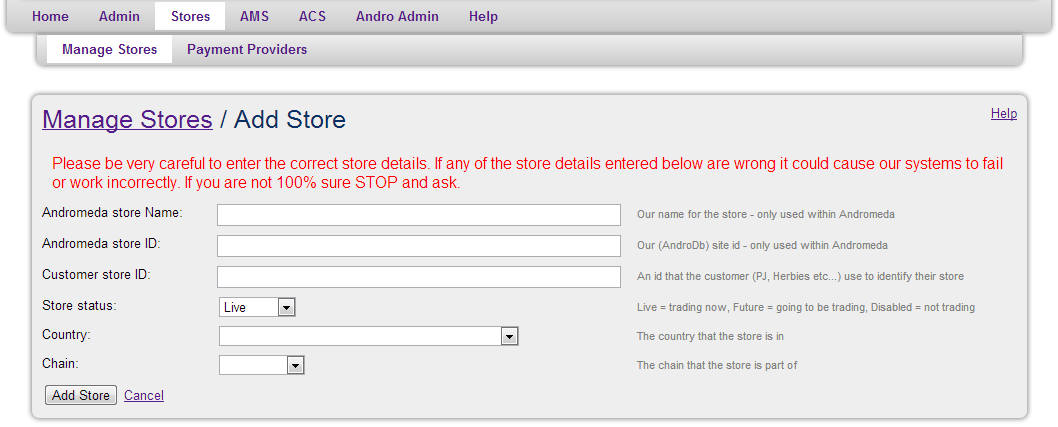 Home Admin Stores AMS ACS Andro Admin Help
Manage Stores Payment Providers
Manage Stores / Add Store Help
Please be very careful to enter the correct store details. If any of the store details entered below are wrong it could cause our systems to fail
or work incorrectly. If you are not 100% sure STOP and ask.
Andromeda store Name: Our name for the store - only used within Andromeda
Andromeda store ID: Our (AndroDb) site id - only used within Andromeda
Customer store ID: An id that the customer (PJ, Herbies etc...) use to identify their store
Store status: Live Live = trading now, Future = going to be trading, Disabled = not trading
Country: The country that the store is in
Chain: The chain that the store is part of
Add Store Cancel